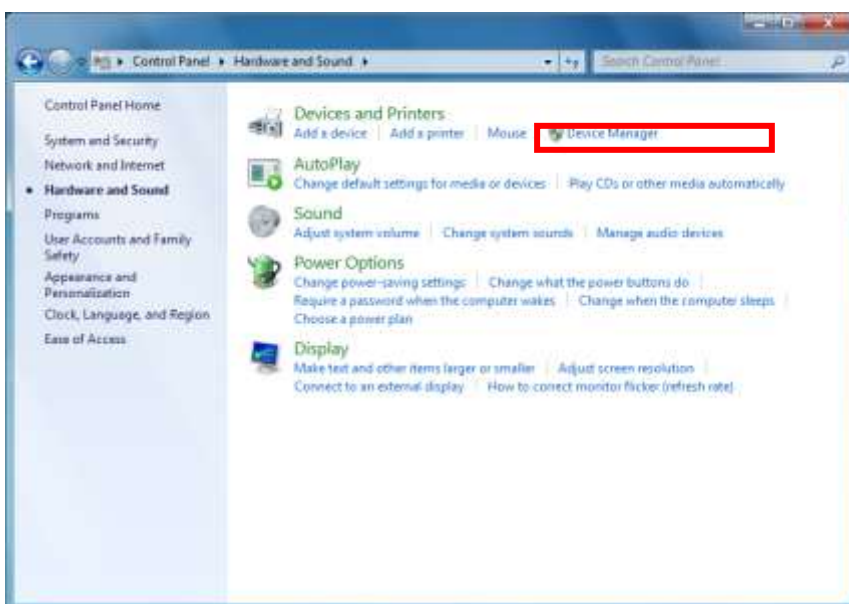 Control Panel ▸ Hardware and Sound ▸
Search Control Panel
Control Panel Home
System and Security
Network and Internet
Hardware and Sound
Programs
User Accounts and Family
Safety
Appearance and
Personalization
Clock, Language, and Region
Ease of Access
Devices and Printers
Add a device | Add a printer | Mouse | Device Manager
AutoPlay
Change default settings for media or devices | Play CDs or other media automatically
Sound
Adjust system volume | Change system sounds | Manage audio devices
Power Options
Change power-saving settings | Change what the power buttons do
Require a password when the computer wakes | Change when the computer sleeps
Choose a power plan
Display
Make text and other items larger or smaller | Adjust screen resolution
Connect to an external display | How to correct monitor flicker (refresh rate)